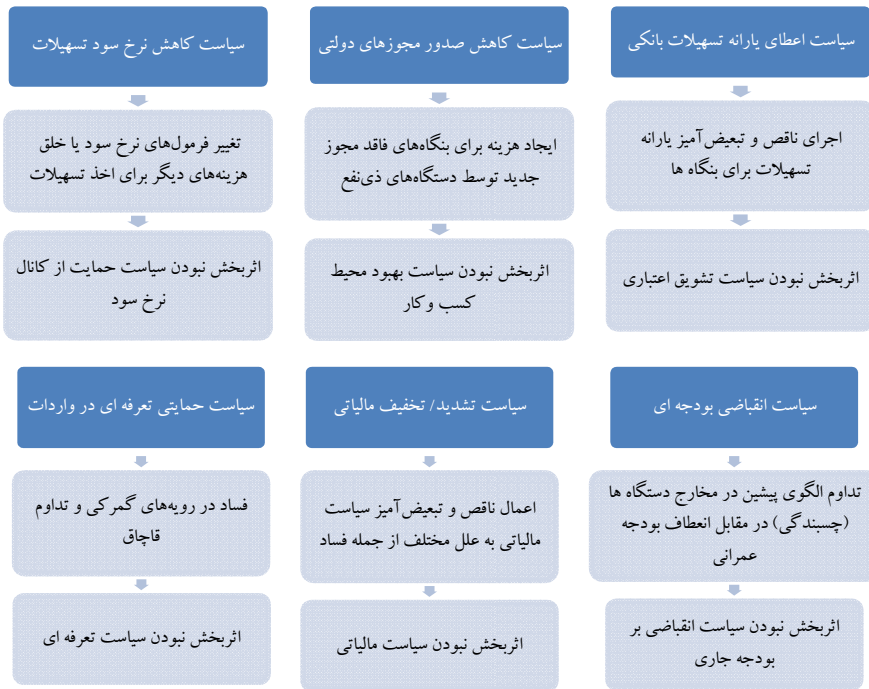 سیاست اعطای یارانه تسهیلات بانکی
اجرای ناقص و تبعیض‌آمیز یارانه
تسهیلات برای بنگاه ها
اثربخش نبودن سیاست تشویق اعتباری
سیاست کاهش صدور مجوزهای دولتی
ایجاد هزینه برای بنگاه‌های فاقد مجوز
جدید توسط دستگاه‌های ذی‌نفع
اثربخش نبودن سیاست بهبود محیط
کسب وکار
سیاست کاهش نرخ سود تسهیلات
تغییر فرمول‌های نرخ سود یا خلق
هزینه‌های دیگر برای اخذ تسهیلات
اثربخش نبودن سیاست حمایت از کانال
نرخ سود
سیاست انقباضی بودجه ای
تداوم الگوی پیشین در مخارج دستگاه ها
(چسبندگی) در مقابل انعطاف بودجه
عمرانی
اثربخش نبودن سیاست انقباضی بر
بودجه جاری
سیاست تشدید/ تخفیف مالیاتی
اعمال ناقص و تبعیض‌آمیز سیاست
مالیاتی به علل مختلف از جمله فساد
اثربخش نبودن سیاست مالیاتی
سیاست حمایتی تعرفه ای در واردات
فساد در رویه‌های گمرکی و تداوم
قاچاق
اثربخش نبودن سیاست تعرفه ای